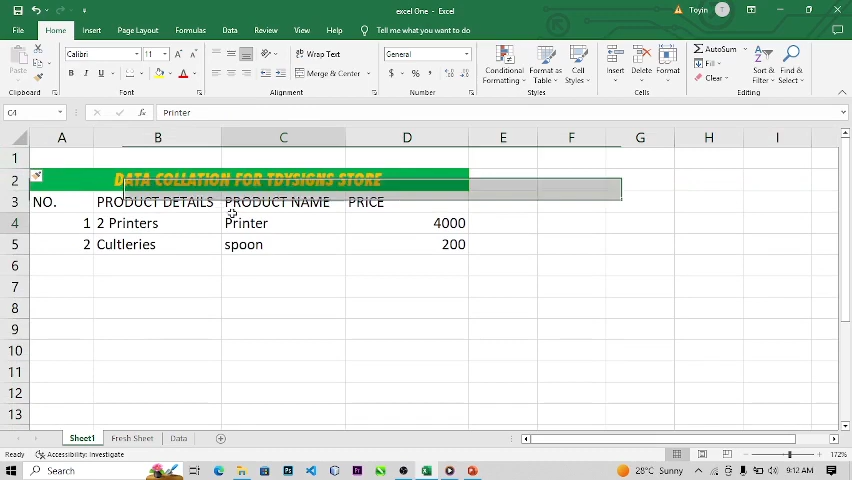 excel One - Excel
Toyin T
File Home Insert Page Layout Formulas Data Review View Help Tell me what you want to do
Paste Calibri 11 Wrap Text General AutoSum
B I U A Merge & Center $ % Conditional Formatting Format as Table Cell Styles Insert Delete Format Fill Clear Sort & Filter Find & Select
Clipboard Font Alignment Number Styles Cells Editing
C4 fx Printer
A B C D E F G H I
1
2 DATA COLLATION FOR TDYSIGNS STORE
3 NO. PRODUCT DETAILS PRODUCT NAME PRICE
4 1 2 Printers Printer 4000
5 2 Cultleries spoon 200
6
7
8
9
10
11
12
13
Sheet1 Fresh Sheet Data
Ready Accessibility: Investigate 172%
Search 28°C Sunny 9:12 AM